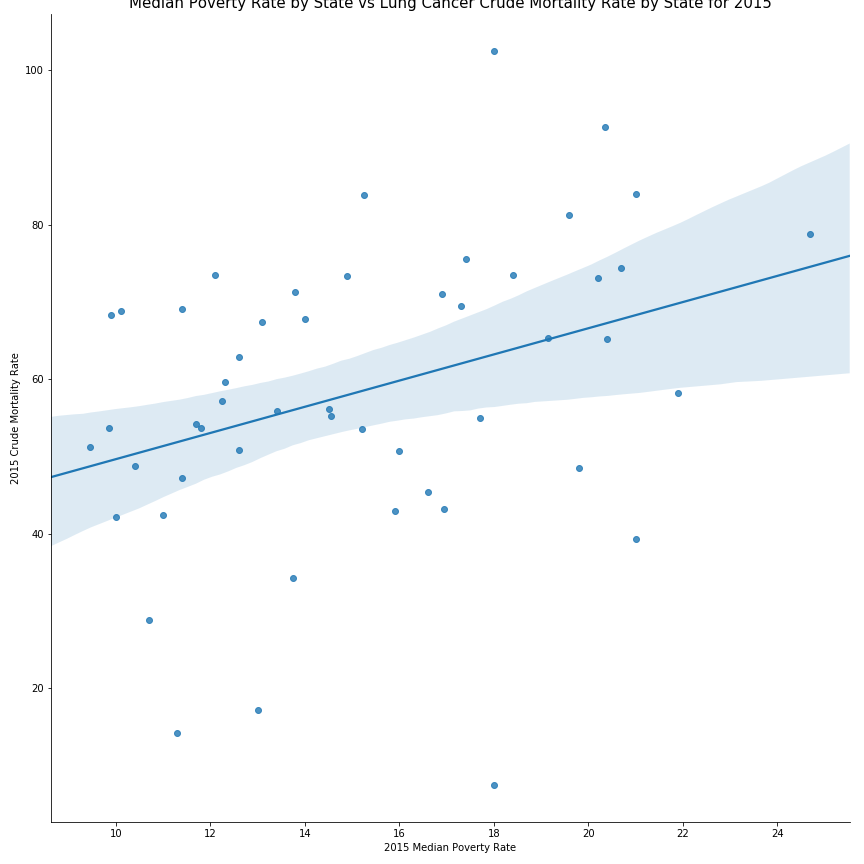 Median Poverty Rate by State vs Lung Cancer Crude Mortality Rate by State for 2015
100
80
60
40
20
2015 Crude Mortality Rate
10 12 14 16 18 20 22 24
2015 Median Poverty Rate